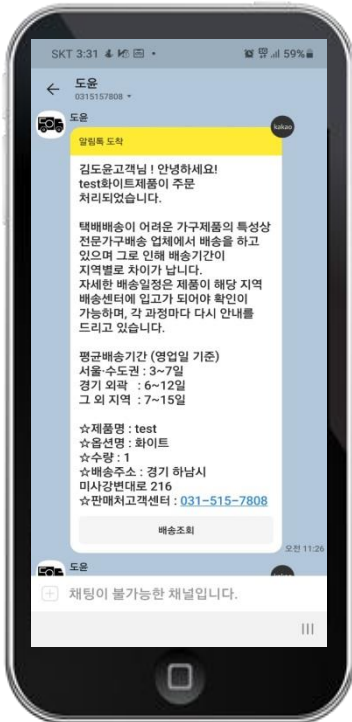 SKT 3:31
59%
도윤
0315157808
도윤
kakao
알림톡 도착
김도윤고객님 ! 안녕하세요!
test화이트제품이 주문
처리되었습니다.
택배배송이 어려운 가구제품의 특성상
전문가구배송 업체에서 배송을 하고
있으며 그로 인해 배송기간이
지역별로 차이가 납니다.
자세한 배송일정은 제품이 해당 지역
배송센터에 입고가 되어야 확인이
가능하며, 각 과정마다 다시 안내를
드리고 있습니다.
평균배송기간 (영업일 기준)
서울·수도권 : 3~7일
경기 외곽 : 6~12일
그 외 지역 : 7~15일
☆제품명 : test
☆옵션명 : 화이트
☆수량 : 1
☆배송주소 : 경기 하남시
미사강변대로 216
☆판매처고객센터 : 031-515-7808
배송조회
오전 11:26
도윤
kakao
채팅이 불가능한 채널입니다.